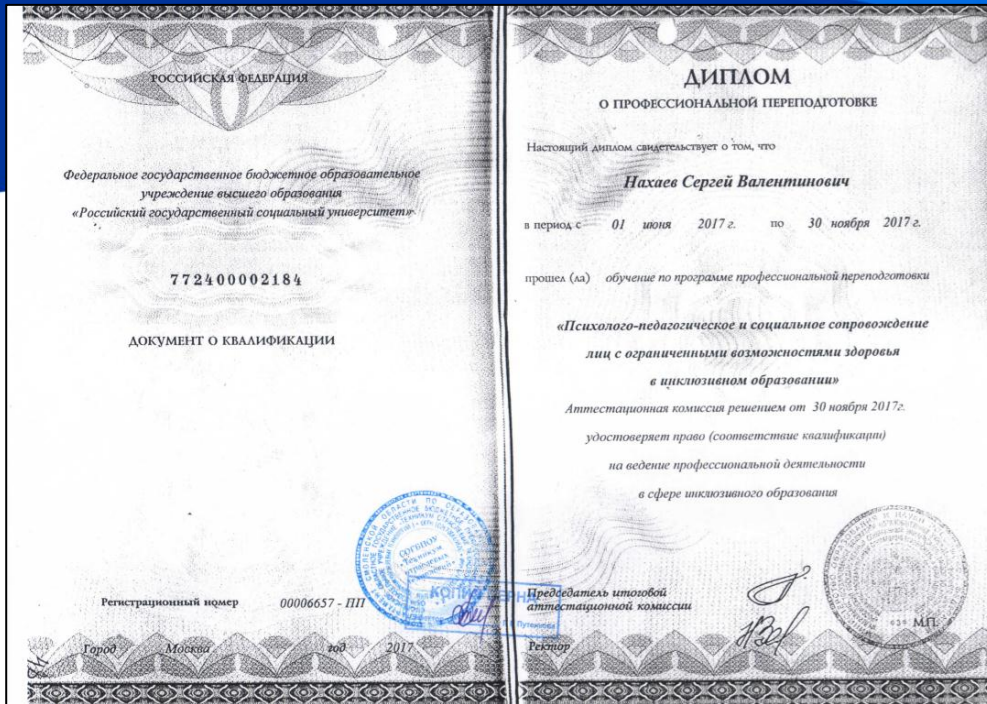 РОССИЙСКАЯ ФЕДЕРАЦИЯ
Федеральное государственное бюджетное образовательное
учреждение высшего образования
«Российский государственный социальный университет»
772400002184
ДОКУМЕНТ О КВАЛИФИКАЦИИ
Регистрационный номер 00006657 - ПП
Город Москва год 2017
КОПИЯ ВЕРНА
ДИПЛОМ
О ПРОФЕССИОНАЛЬНОЙ ПЕРЕПОДГОТОВКЕ
Настоящий диплом свидетельствует о том, что
Нахаев Сергей Валентинович
в период с 01 июня 2017 г. по 30 ноября 2017 г.
прошел (ла) обучение по программе профессиональной переподготовки
«Психолого-педагогическое и социальное сопровождение
лиц с ограниченными возможностями здоровья
в инклюзивном образовании»
Аттестационная комиссия решением от 30 ноября 2017г.
удостоверяет право (соответствие квалификации)
на ведение профессиональной деятельности
в сфере инклюзивного образования
Председатель итоговой
аттестационной комиссии
М.П.
Ректор